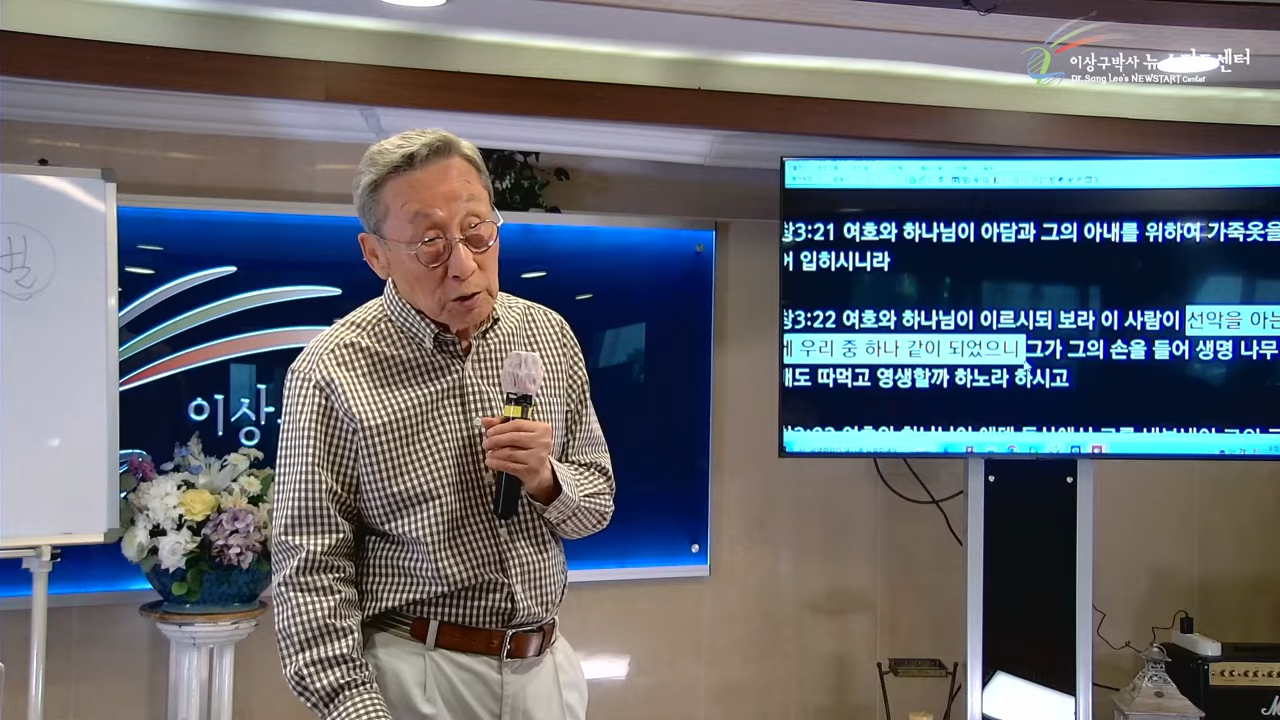 이상구박사 뉴
센터
Dr. Sang Lee's NEWSTART Center
3:21 여호와 하나님이 아담과 그의 아내를 위하여 가죽옷을
어 입히시니라
3:22 여호와 하나님이 이르시되 보라 이 사람이 선악을 아는
에 우리 중 하나 같이 되었으니 그가 그의 손을 들어 생명 나무
매도 따먹고 영생할까 하노라 하시고
이상